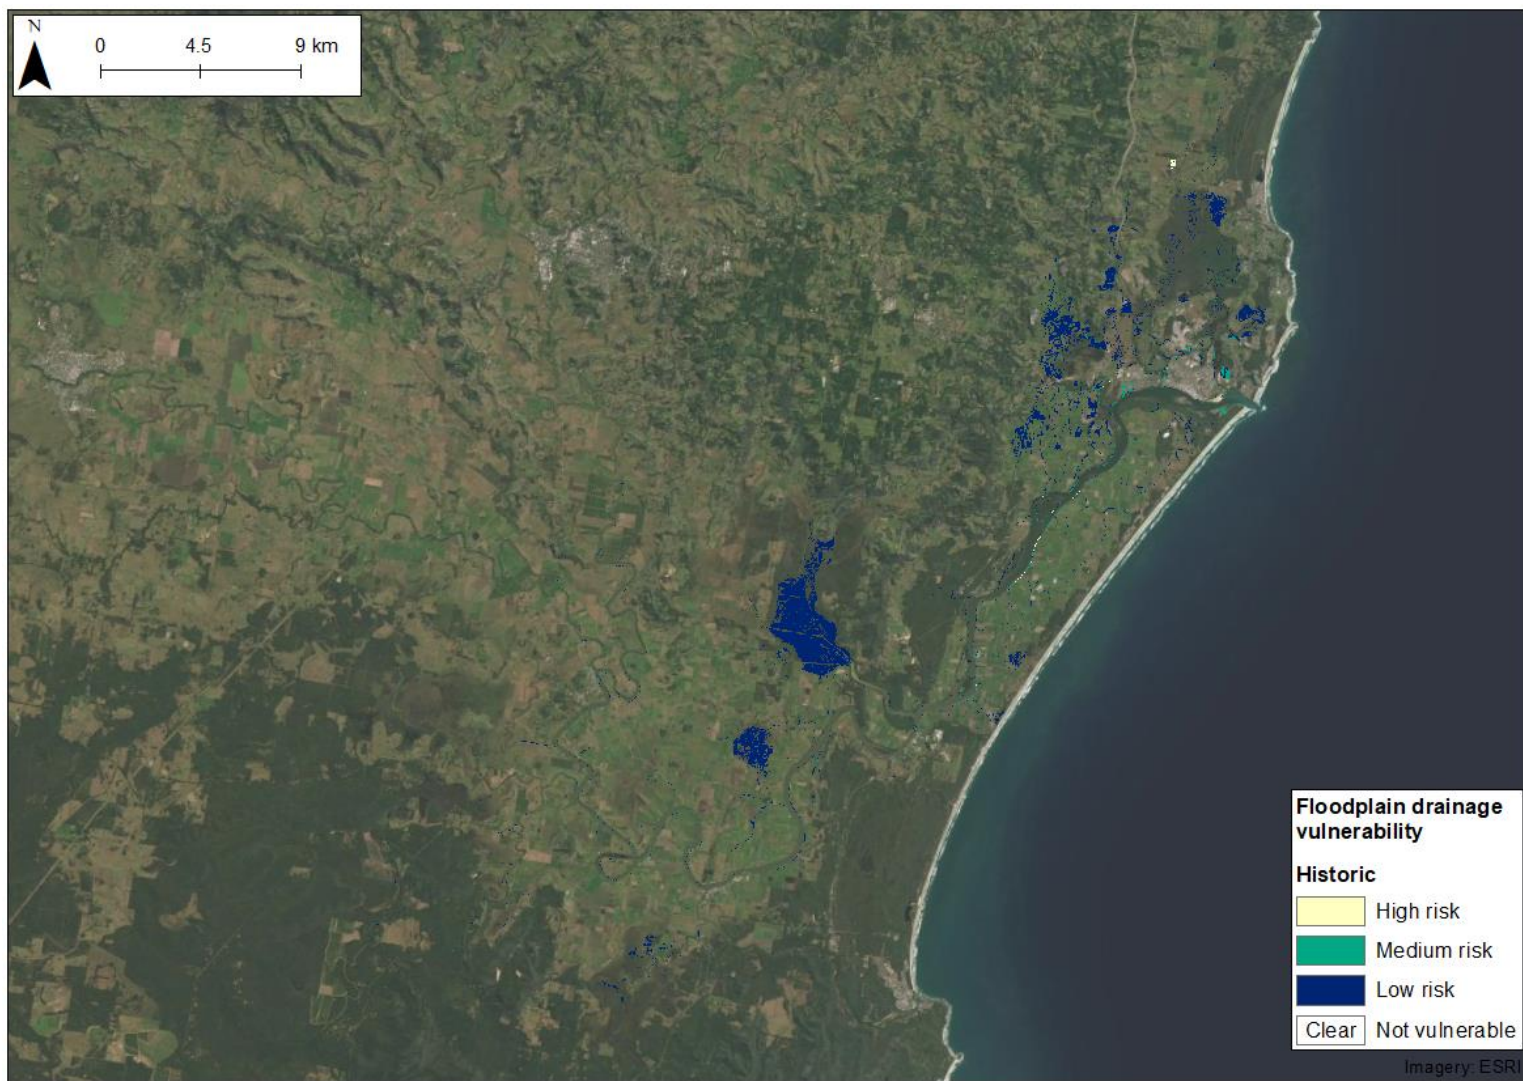 N
0 4.5 9 km
Floodplain drainage
vulnerability
Historic
High risk
Medium risk
Low risk
Clear Not vulnerable
Imagery: ESRI